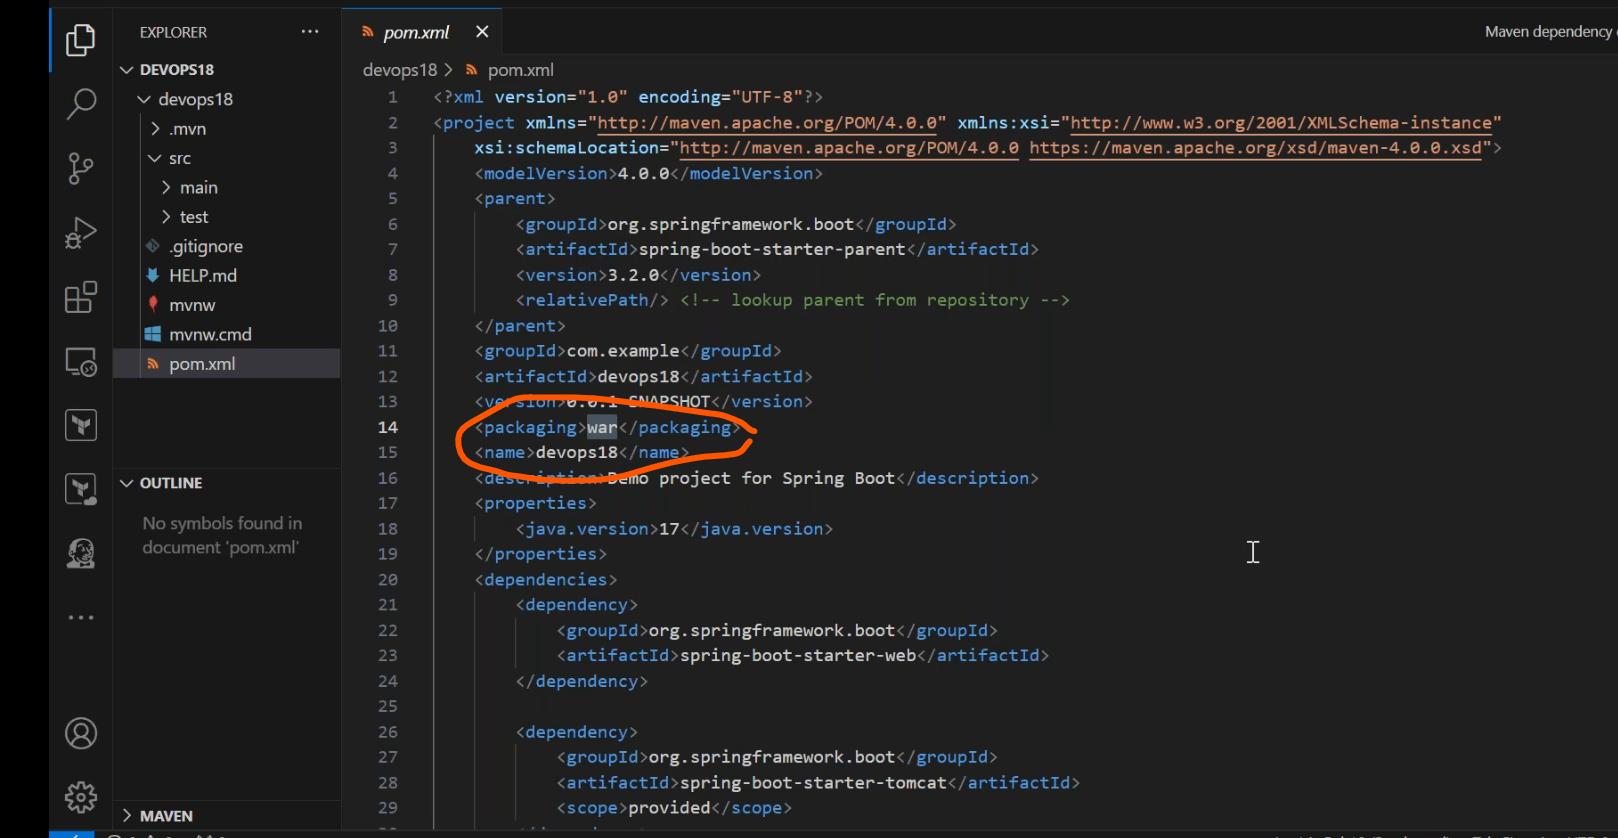 EXPLORER
pom.xml
Maven dependency
DEVOPS18
devops18
.mvn
src
main
test
.gitignore
HELP.md
mvnw
mvnw.cmd
pom.xml
OUTLINE
No symbols found in
document 'pom.xml'
MAVEN
devops18 > pom.xml
1 <?xml version="1.0" encoding="UTF-8"?>
2 <project xmlns="http://maven.apache.org/POM/4.0.0" xmlns:xsi="http://www.w3.org/2001/XMLSchema-instance"
3 xsi:schemaLocation="http://maven.apache.org/POM/4.0.0 https://maven.apache.org/xsd/maven-4.0.0.xsd">
4 <modelVersion>4.0.0</modelVersion>
5 <parent>
6 <groupId>org.springframework.boot</groupId>
7 <artifactId>spring-boot-starter-parent</artifactId>
8 <version>3.2.0</version>
9 <relativePath/> <!-- lookup parent from repository -->
10 </parent>
11 <groupId>com.example</groupId>
12 <artifactId>devops18</artifactId>
13 <version>0.0.1-SNAPSHOT</version>
14 <packaging>war</packaging>
15 <name>devops18</name>
16 <description>Demo project for Spring Boot</description>
17 <properties>
18 <java.version>17</java.version>
19 </properties>
20 <dependencies>
21 <dependency>
22 <groupId>org.springframework.boot</groupId>
23 <artifactId>spring-boot-starter-web</artifactId>
24 </dependency>
25
26 <dependency>
27 <groupId>org.springframework.boot</groupId>
28 <artifactId>spring-boot-starter-tomcat</artifactId>
29 <scope>provided</scope>